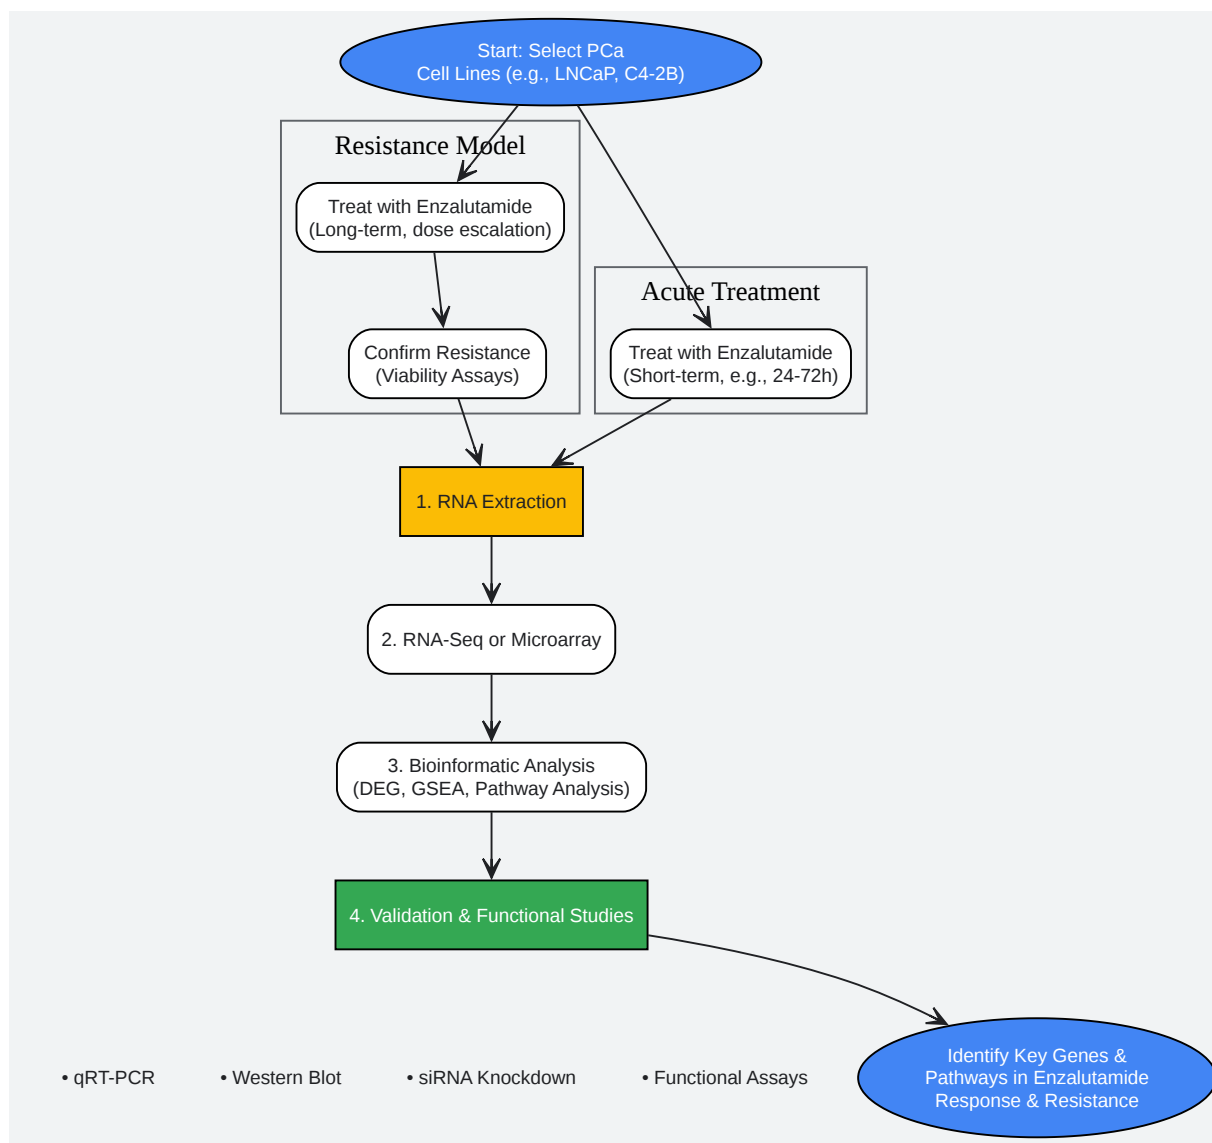 Start: Select PCa
Cell Lines (e.g., LNCaP, C4-2B)
Resistance Model
Treat with Enzalutamide
(Long-term, dose escalation)
Confirm Resistance
(Viability Assays)
Acute Treatment
Treat with Enzalutamide
(Short-term, e.g., 24-72h)
1. RNA Extraction
2. RNA-Seq or Microarray
3. Bioinformatic Analysis
(DEG, GSEA, Pathway Analysis)
4. Validation & Functional Studies
• qRT-PCR
• Western Blot
• siRNA Knockdown
• Functional Assays
Identify Key Genes &
Pathways in Enzalutamide
Response & Resistance